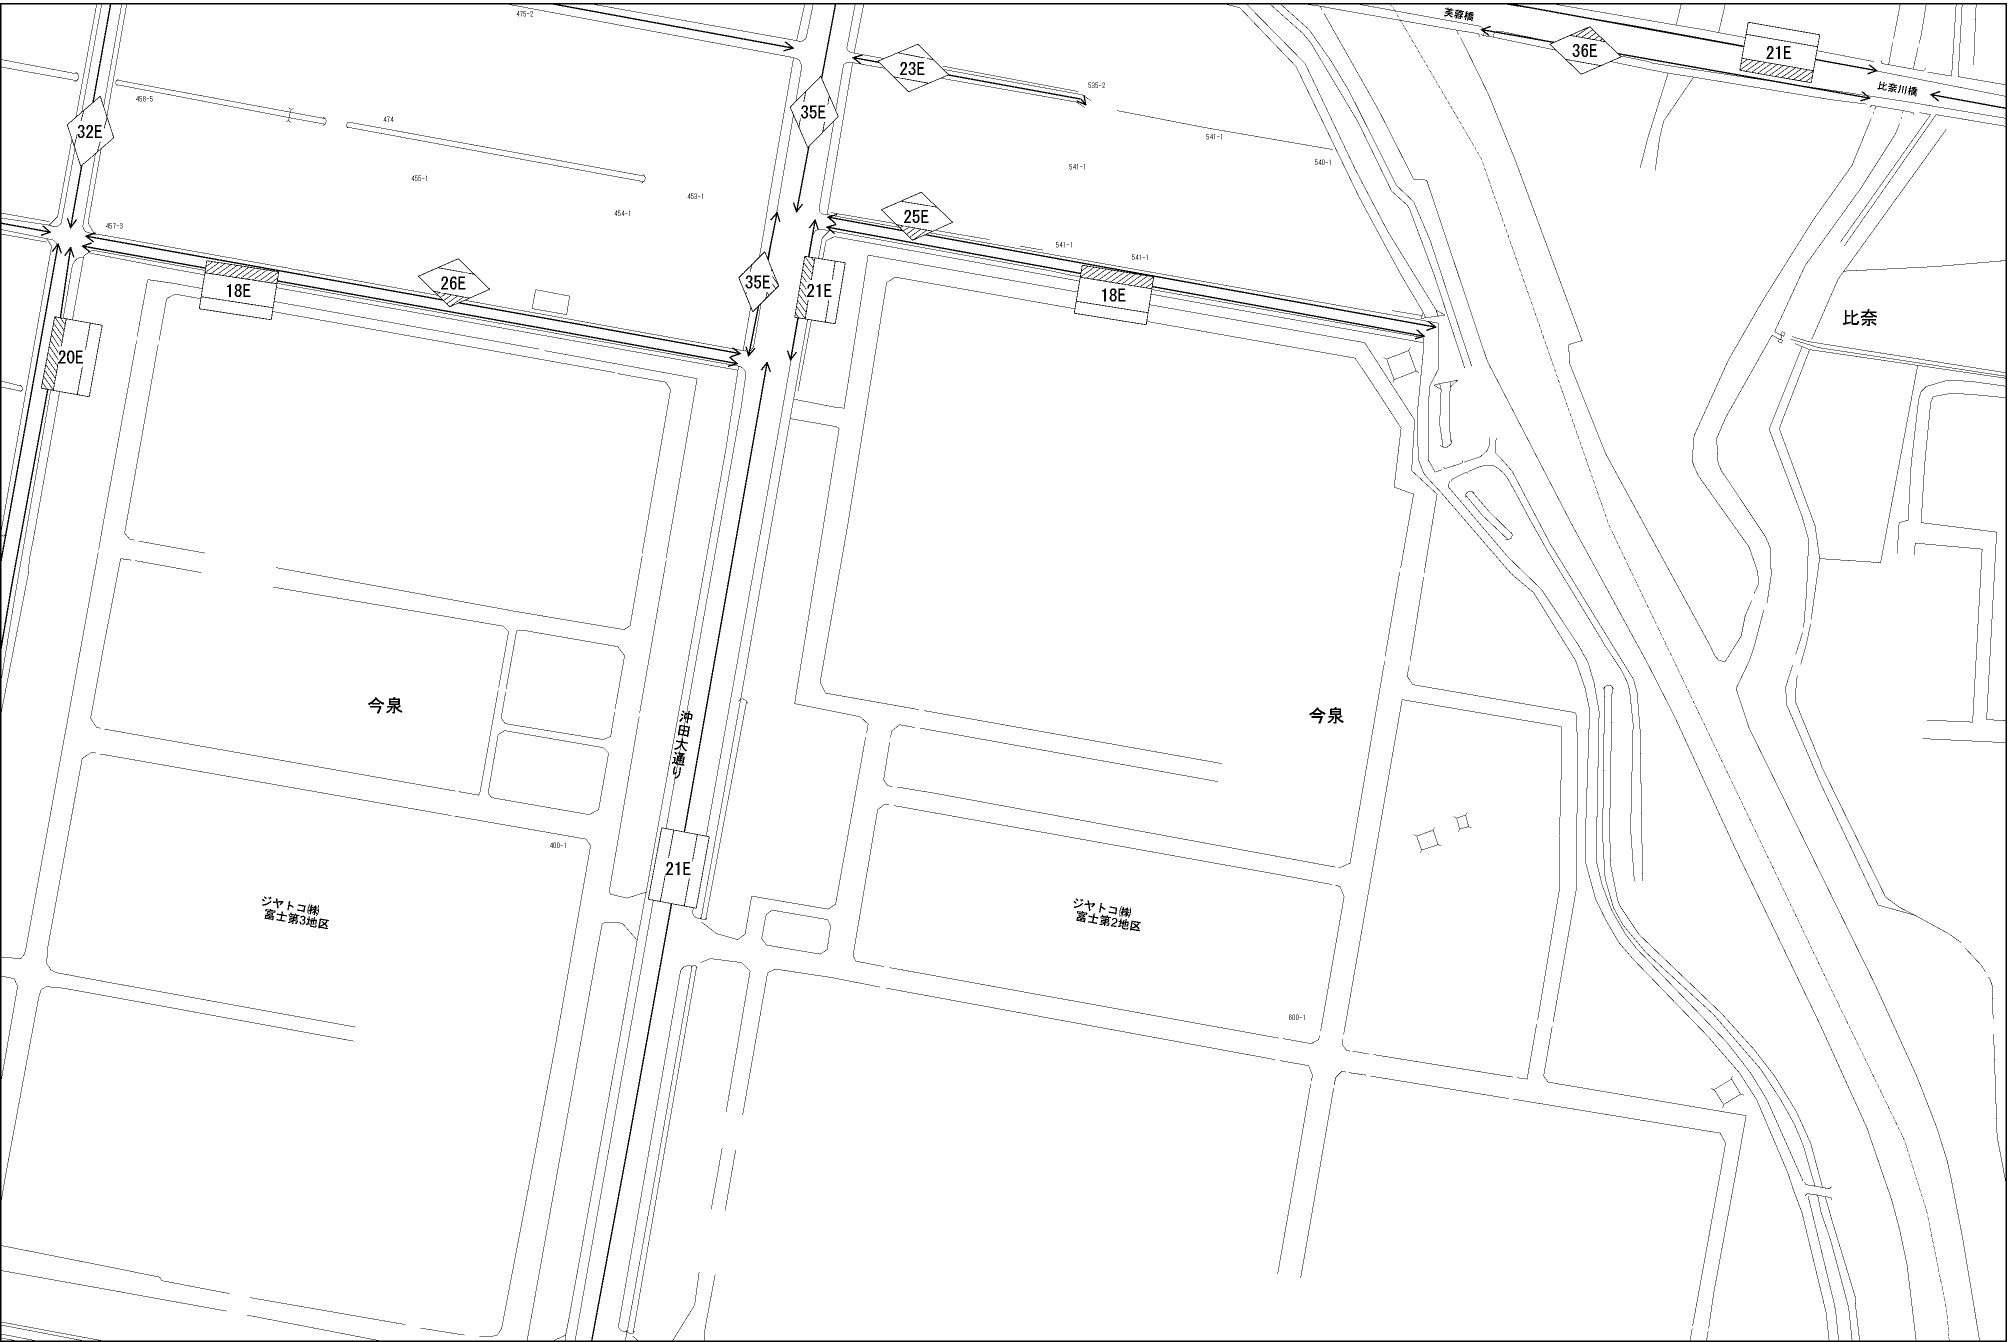 475-2
芙蓉橋
36E
21E
比奈川橋
23E
535-2
458-5
474
32E
35E
541-1
540-1
541-1
455-1
453-1
454-1
25E
457-3
541-1
541-1
18E
26E
35E
21E
18E
比奈
20E
今泉
今泉
沖田大通り
400-1
21E
ジヤトコ㈱
富士第3地区
ジヤトコ㈱
富士第2地区
600-1